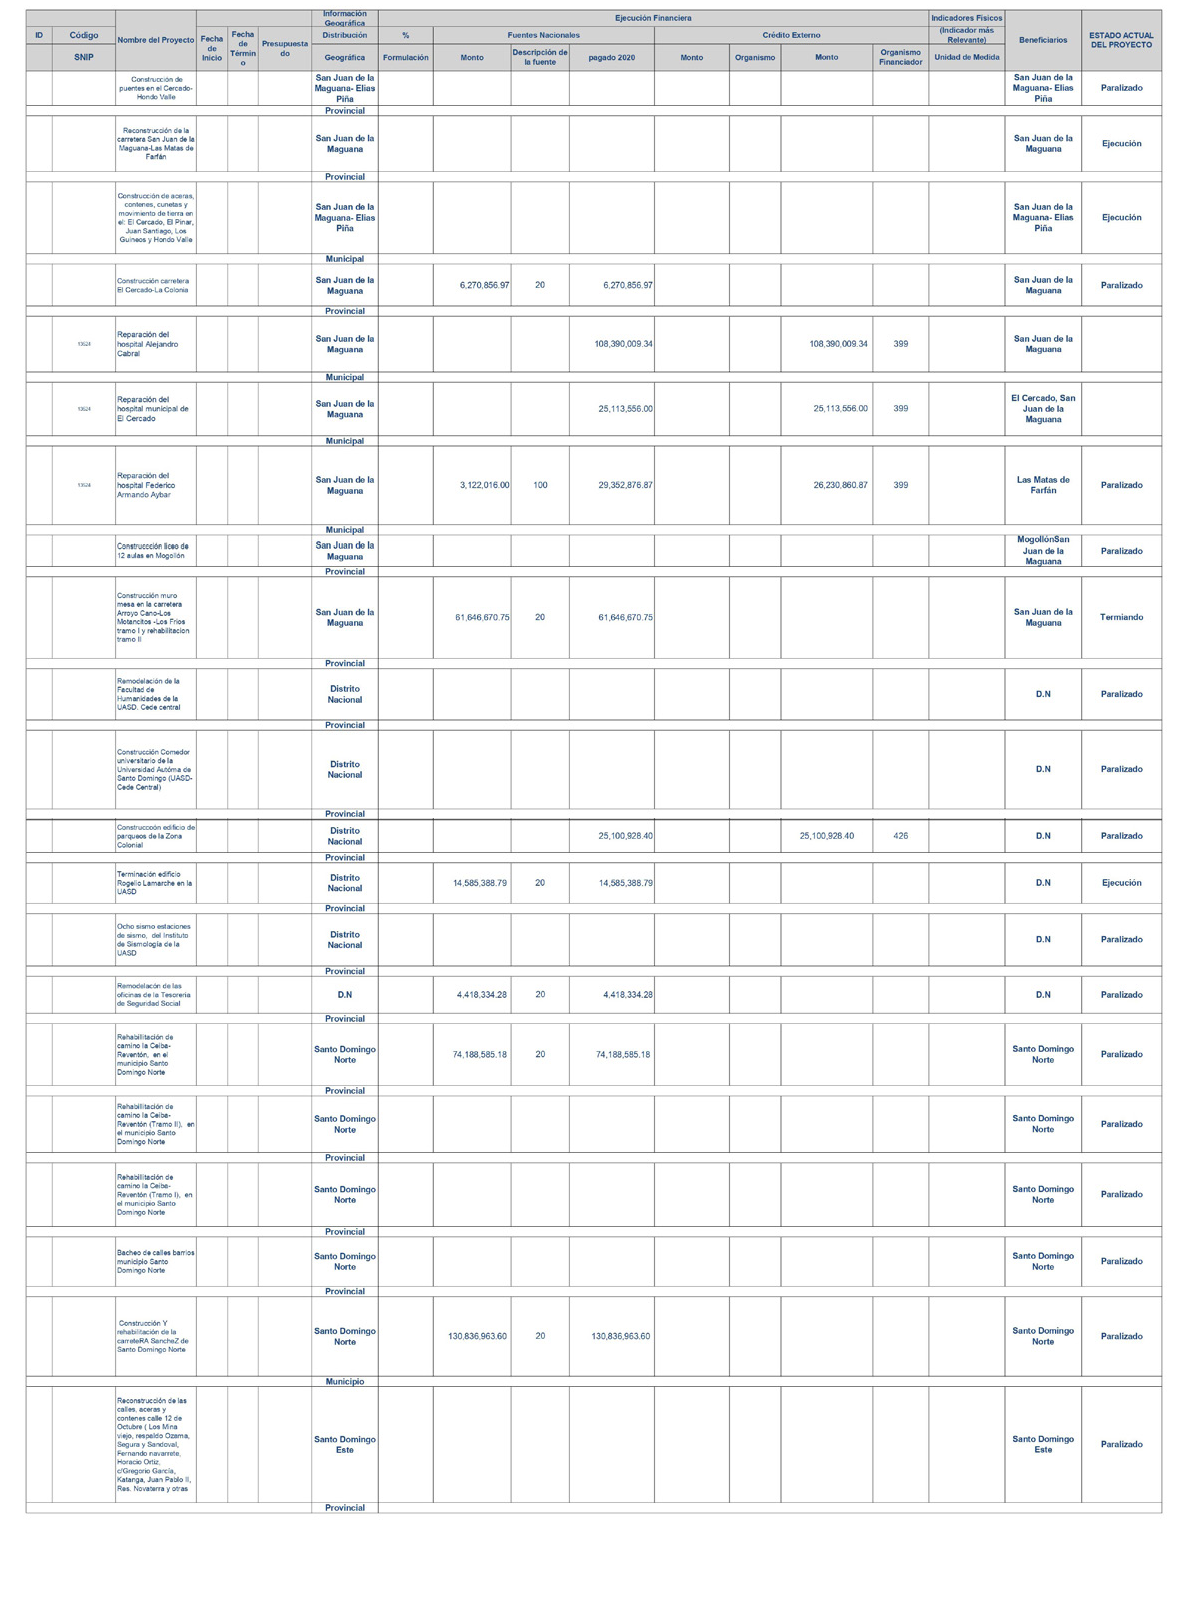 Información Geográfica Ejecución Financiera Indicadores Físicos
ID Código Nombre del Proyecto Fecha de Inicio Fecha de Términ o Presupuesta do Distribución % Fuentes Nacionales Crédito Externo (Indicador más Relevante) Beneficiarios ESTADO ACTUAL DEL PROYECTO
SNIP Geográfica Formulación Monto Descripción de la fuente pagado 2020 Monto Organismo Monto Organismo Financiador Unidad de Medida
Construcción de puentes en el Cercado- Hondo Valle San Juan de la Maguana- Elias Piña San Juan de la Maguana- Elias Piña Paralizado
Provincial
Reconstrucción de la carretera San Juan de la Maguana-Las Matas de Farfán San Juan de la Maguana San Juan de la Maguana Ejecución
Provincial
Construcción de aceras, contenes, cunetas y movimiento de tierra en el: El Cercado, El Pinar, Juan Santiago, Los Guineos y Hondo Valle San Juan de la Maguana- Elias Piña San Juan de la Maguana- Elias Piña Ejecución
Municipal
Construcción carretera El Cercado-La Colonia San Juan de la Maguana 6,270,856.97 20 6,270,856.97 San Juan de la Maguana Paralizado
Provincial
Reparación del hospital Alejandro Cabral San Juan de la Maguana 108,390,009.34 108,390,009.34 399 San Juan de la Maguana
Municipal
Reparación del hospital municipal de El Cercado San Juan de la Maguana 25,113,556.00 25,113,556.00 399 El Cercado, San Juan de la Maguana
Municipal
Reparación del hospital Federico Armando Aybar San Juan de la Maguana 3,122,016.00 100 29,352,876.87 26,230,860.87 399 Las Matas de Farfán Paralizado
Municipal
Construccción liceo de 12 aulas en Mogollón San Juan de la Maguana MogollónSan Juan de la Maguana Paralizado
Provincial
Construcción muro mesa en la carretera Arroyo Cano-Los Motancitos -Los Frios tramo I y rehabilitacion tramo II San Juan de la Maguana 61,646,670.75 20 61,646,670.75 San Juan de la Maguana Termiando
Provincial
Remodelación de la Facultad de Humanidades de la UASD. Cede central Distrito Nacional D.N Paralizado
Provincial
Construcción Comedor universitario de la Universidad Autóma de Santo Domingo (UASD- Cede Central) Distrito Nacional D.N Paralizado
Provincial
Construccoón edificio de parqueos de la Zona Colonial Distrito Nacional 25,100,928.40 25,100,928.40 426 D.N Paralizado
Provincial
Terminación edificio Rogelio Lamarche en la UASD Distrito Nacional 14,585,388.79 20 14,585,388.79 D.N Ejecución
Provincial
Ocho sismo estaciones de sismo, del Instituto de Sismología de la UASD Distrito Nacional D.N Paralizado
Provincial
Remodelacón de las oficinas de la Tesoreria de Seguridad Social D.N 4,418,334.28 20 4,418,334.28 D.N Paralizado
Provincial
Rehabillitación de camino la Ceiba- Reventón, en el municipio Santo Domingo Norte Santo Domingo Norte 74,188,585.18 20 74,188,585.18 Santo Domingo Norte Paralizado
Provincial
Rehabillitación de camino la Ceiba- Reventón (Tramo II), en el municipio Santo Domingo Norte Santo Domingo Norte Santo Domingo Norte Paralizado
Provincial
Rehabillitación de camino la Ceiba- Reventón (Tramo I), en el municipio Santo Domingo Norte Santo Domingo Norte Santo Domingo Norte Paralizado
Provincial
Bacheo de calles barrios municipio Santo Domingo Norte Santo Domingo Norte Santo Domingo Norte Paralizado
Provincial
Construcción Y rehabilitación de la carreteRA SancheZ de Santo Domingo Norte Santo Domingo Norte 130,836,963.60 20 130,836,963.60 Santo Domingo Norte Paralizado
Municipio
Reconstrucción de las calles, aceras y contenes calle 12 de Octubre ( Los Mina viejo, respaldo Ozama, Segura y Sandoval, Fernando navarrete, Horacio Ortiz, c/Gregorio García, Katanga, Juan Pablo II, Res. Novaterra y otras Santo Domingo Este Santo Domingo Este Paralizado
Provincial